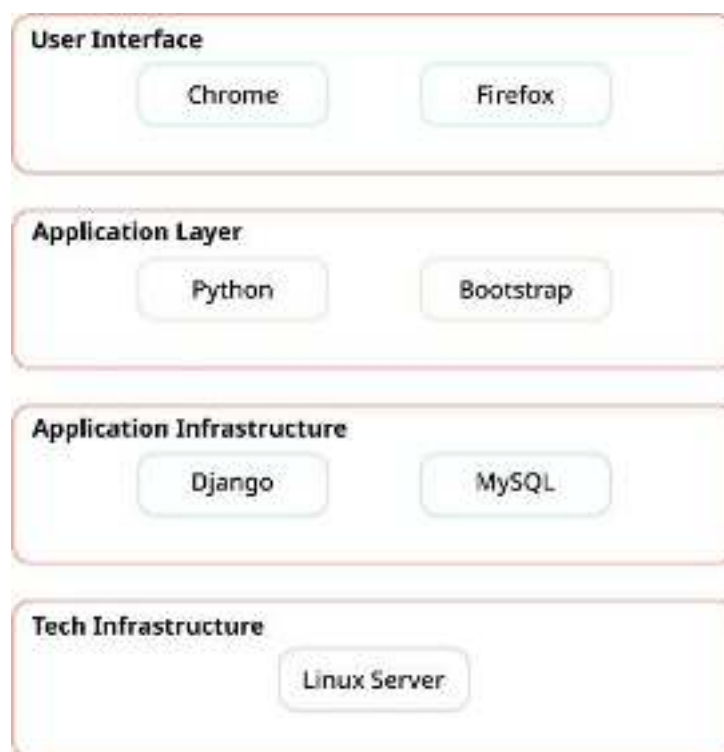 User Interface
Chrome Firefox
Application Layer
Python Bootstrap
Application Infrastructure
Django MySQL
Tech Infrastructure
Linux Server